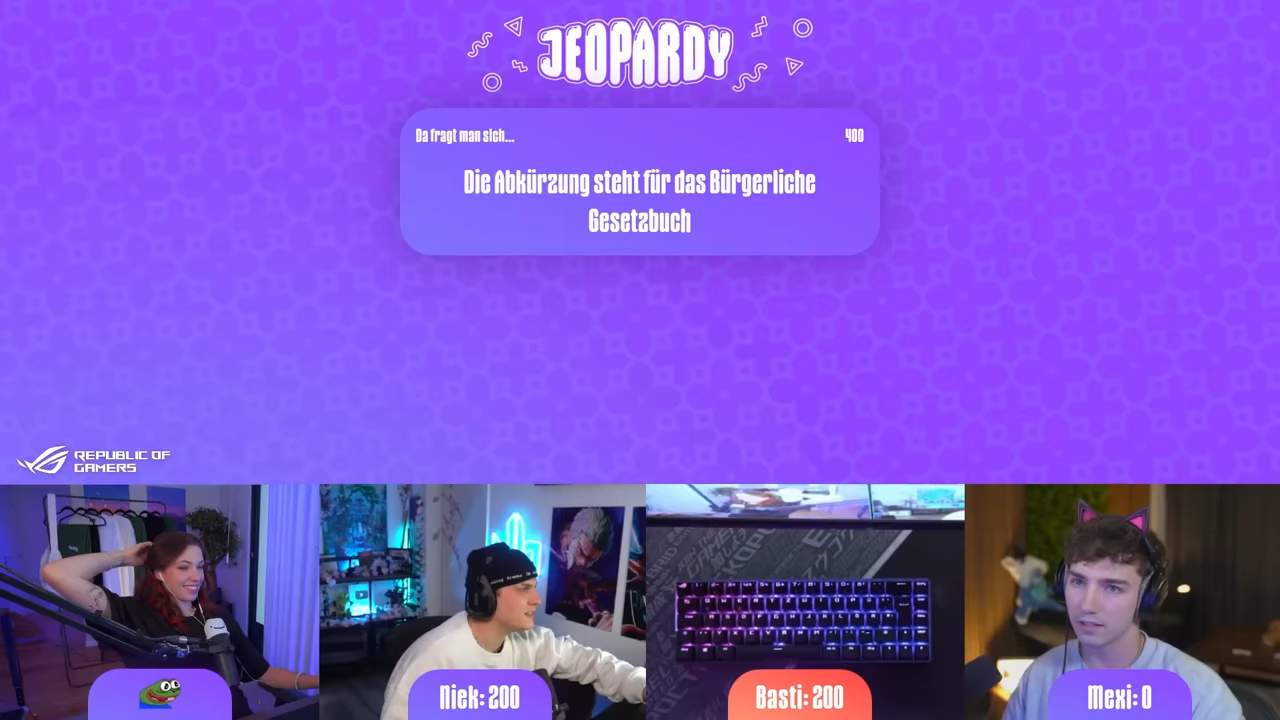 JEOPARDY
Da fragt man sich...
400
Die Abkürzung steht für das Bürgerliche
Gesetzbuch
REPUBLIC OF
GAMERS
Niek: 200
Basti: 200
Mexi: 0